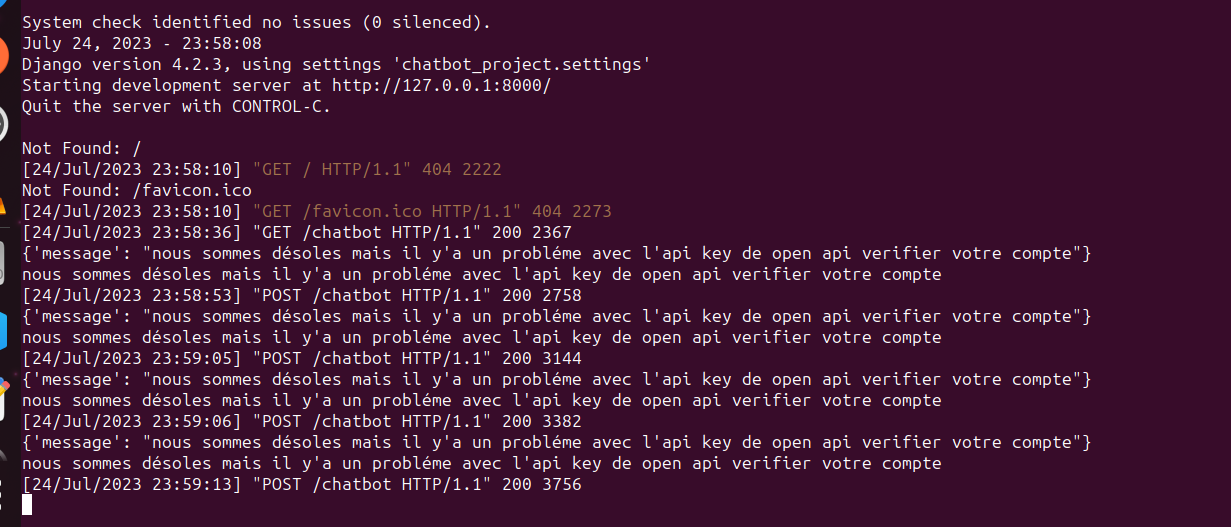 System check identified no issues (0 silenced).
July 24, 2023 - 23:58:08
Django version 4.2.3, using settings 'chatbot_project.settings'
Starting development server at http://127.0.0.1:8000/
Quit the server with CONTROL-C.
Not Found: /
[24/Jul/2023 23:58:10] "GET / HTTP/1.1" 404 2222
Not Found: /favicon.ico
[24/Jul/2023 23:58:10] "GET /favicon.ico HTTP/1.1" 404 2273
[24/Jul/2023 23:58:36] "GET /chatbot HTTP/1.1" 200 2367
{'message': "nous sommes désoles mais il y'a un probléme avec l'api key de open api verifier votre compte"}
nous sommes désoles mais il y'a un probléme avec l'api key de open api verifier votre compte
[24/Jul/2023 23:58:53] "POST /chatbot HTTP/1.1" 200 2758
{'message': "nous sommes désoles mais il y'a un probléme avec l'api key de open api verifier votre compte"}
nous sommes désoles mais il y'a un probléme avec l'api key de open api verifier votre compte
[24/Jul/2023 23:59:05] "POST /chatbot HTTP/1.1" 200 3144
{'message': "nous sommes désoles mais il y'a un probléme avec l'api key de open api verifier votre compte"}
nous sommes désoles mais il y'a un probléme avec l'api key de open api verifier votre compte
[24/Jul/2023 23:59:06] "POST /chatbot HTTP/1.1" 200 3382
{'message': "nous sommes désoles mais il y'a un probléme avec l'api key de open api verifier votre compte"}
nous sommes désoles mais il y'a un probléme avec l'api key de open api verifier votre compte
[24/Jul/2023 23:59:13] "POST /chatbot HTTP/1.1" 200 3756